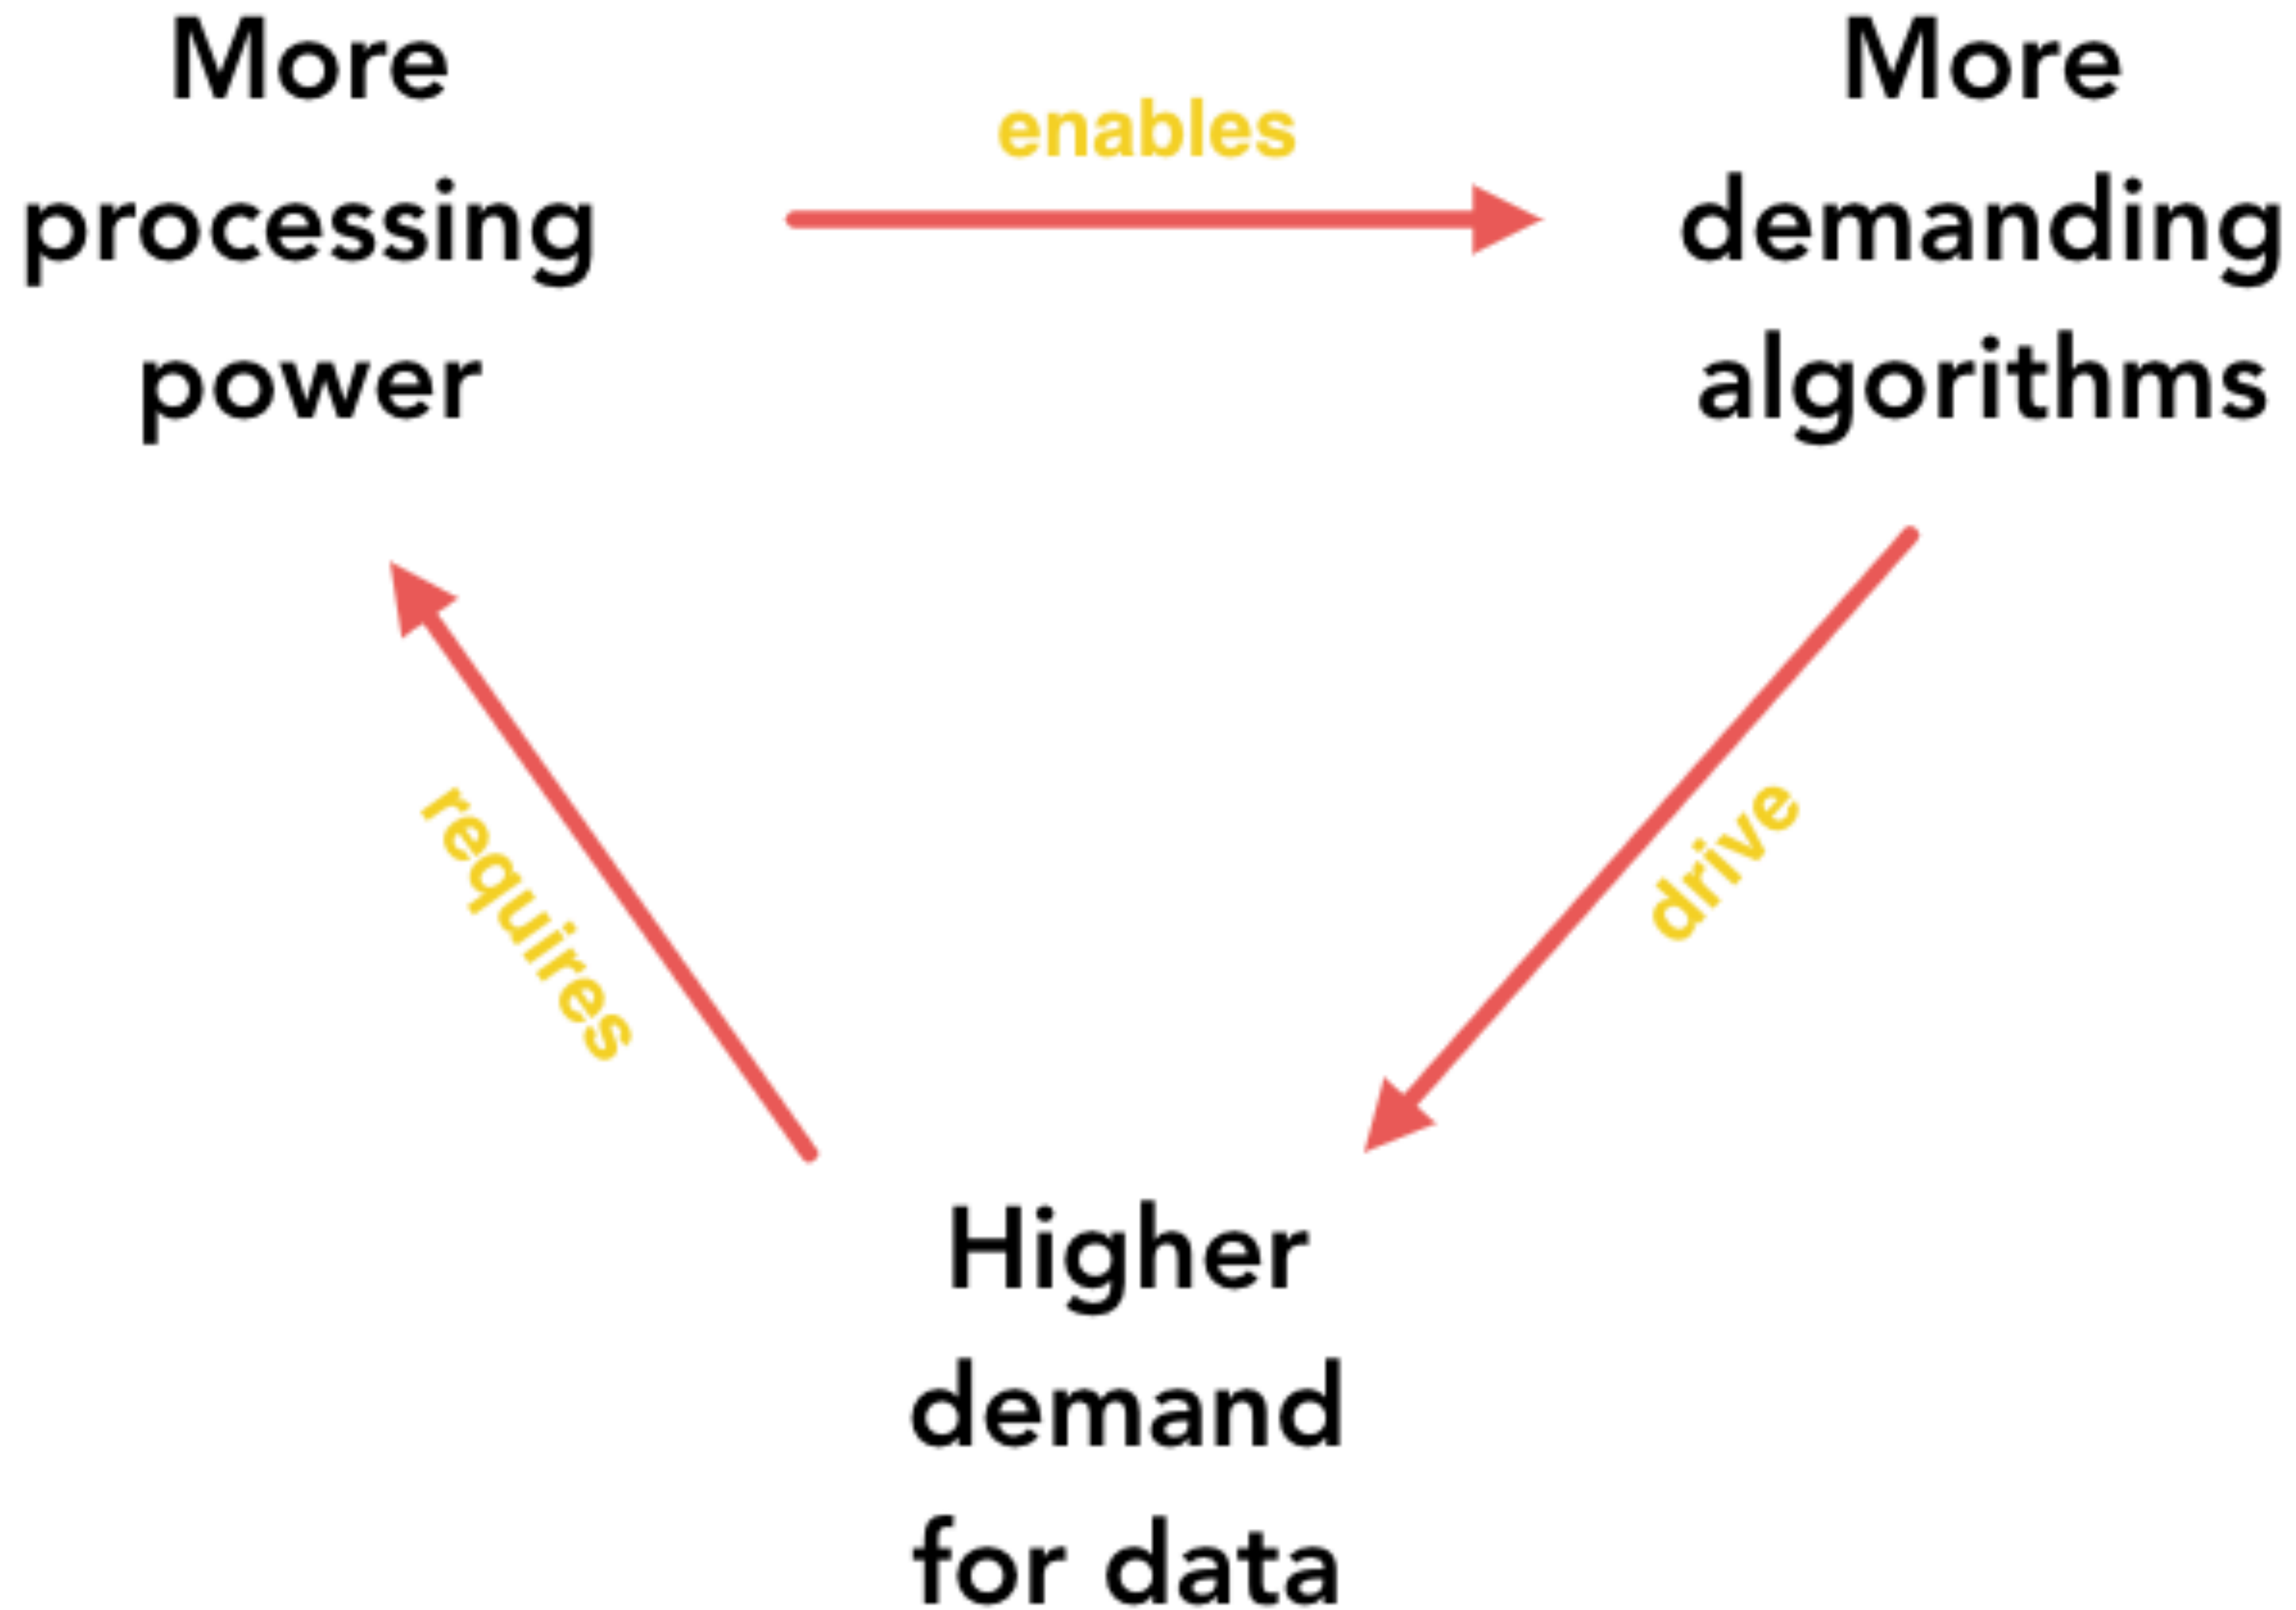 More
processing
power
enables
More
demanding
algorithms
requires
drive
Higher
demand
for data